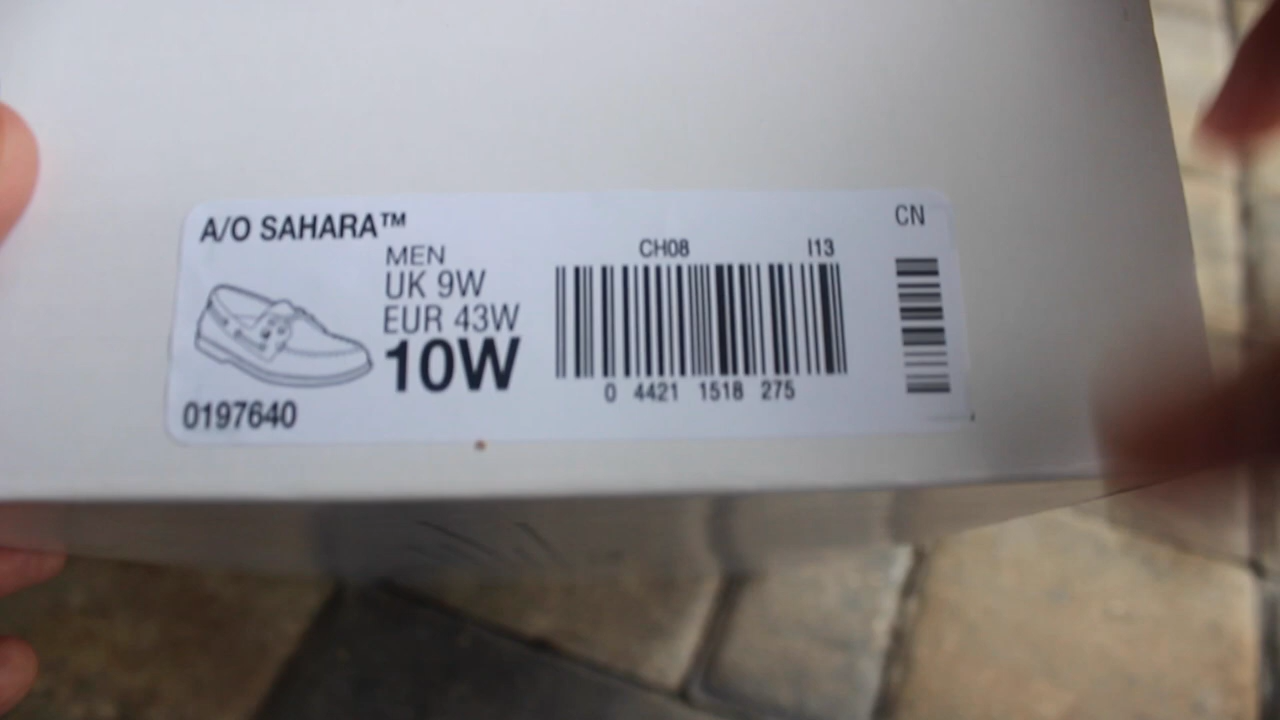 A/O SAHARA™
MEN
UK 9W
EUR 43W
10W
0197640
CH08 I13
0 4421 1518 275
CN